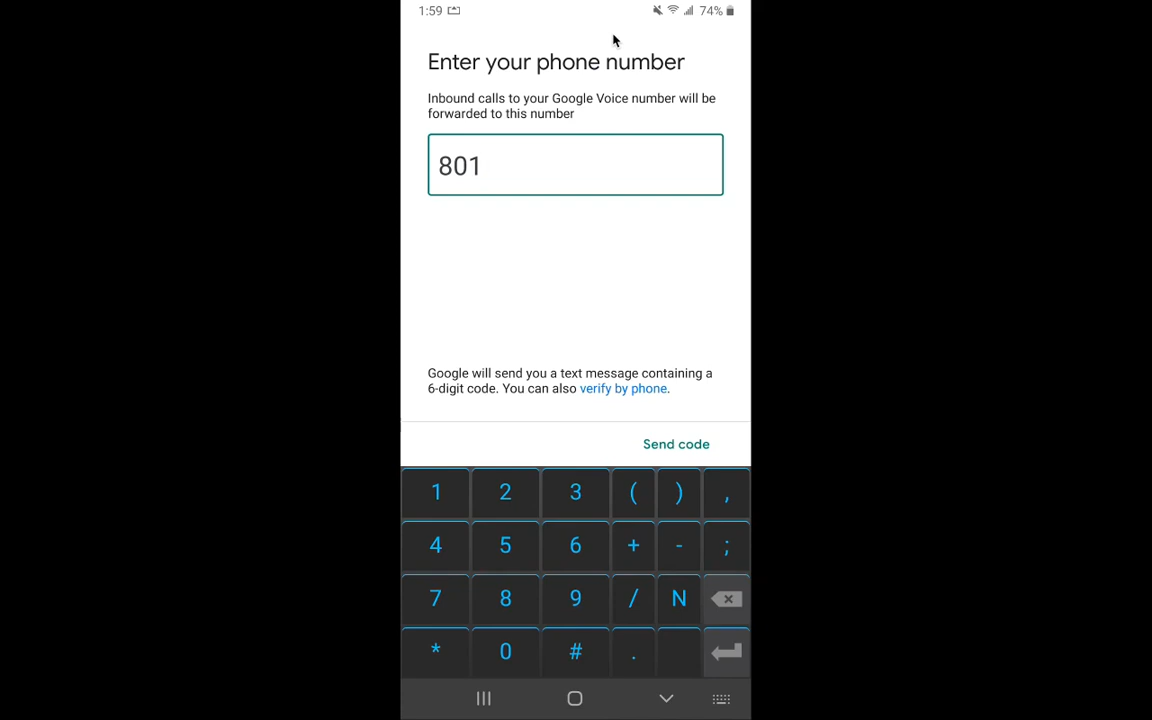 1:59 74%
Enter your phone number
Inbound calls to your Google Voice number will be
forwarded to this number
801
Google will send you a text message containing a
6-digit code. You can also verify by phone.
Send code
1 2 3 ( ) ,
4 5 6 + - ;
7 8 9 / N
* 0 # .